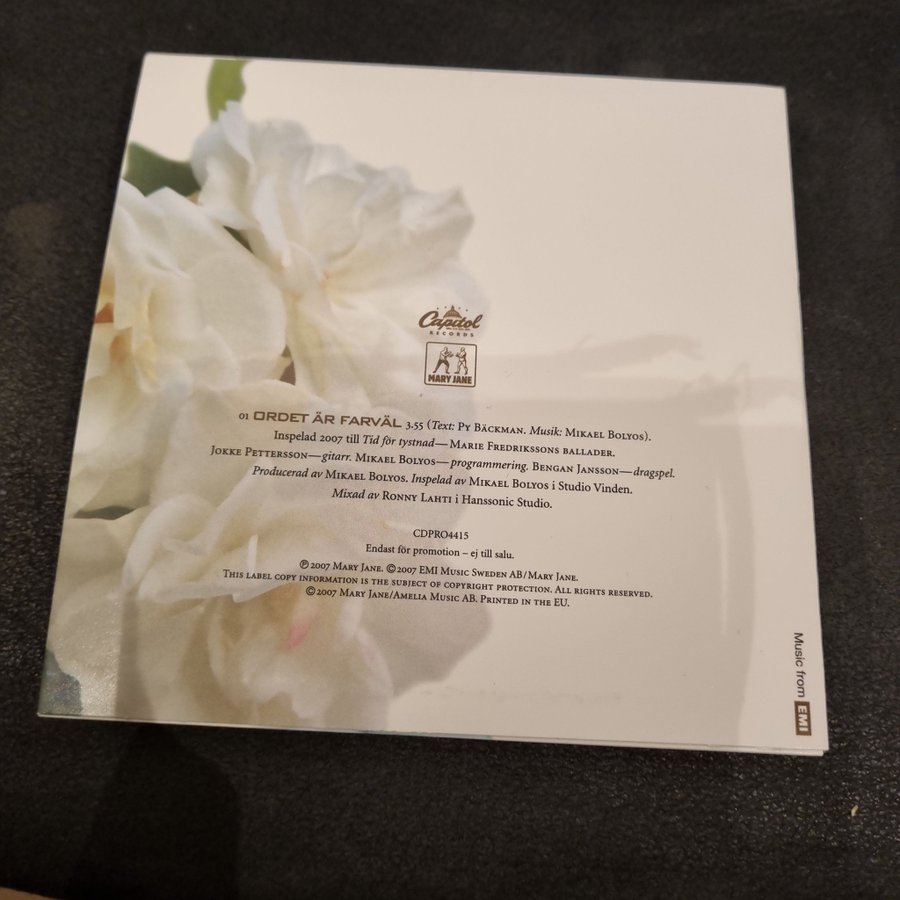 Capitol
RECORDS
MARY JANE
01 ORDET ÄR FARVÄL 3.55 (Text: PY BÄCKMAN. Musik: MIKAEL BOLYOS).
Inspelad 2007 till Tid för tystnad—MARIE FREDRIKSSONS BALLADER.
JOKKE PETTERSSON—gitarr. MIKAEL BOLYOS—programmering. BENGAN JANSSON—dragspel.
Producerad av MIKAEL BOLYOS. Inspelad av MIKAEL BOLYOS i Studio Vinden.
Mixad av RONNY LAHTI i Hanssonic Studio.
CDPRO4415
Endast för promotion – ej till salu.
℗2007 MARY JANE. ©2007 EMI MUSIC SWEDEN AB/MARY JANE.
THIS LABEL COPY INFORMATION IS THE SUBJECT OF COPYRIGHT PROTECTION. ALL RIGHTS RESERVED.
©2007 MARY JANE/AMELIA MUSIC AB. PRINTED IN THE EU.
Music from EMI